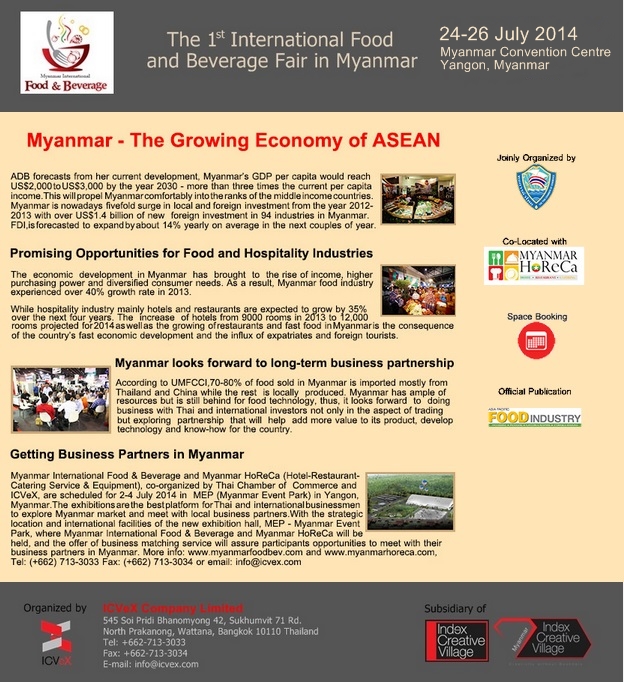 Myanmar International
Food & Beverage
The 1st International Food
and Beverage Fair in Myanmar
24-26 July 2014
Myanmar Convention Centre
Yangon, Myanmar
Myanmar - The Growing Economy of ASEAN
ADB forecasts from her current development, Myanmar's GDP per capita would reach
US$2,000 to US$3,000 by the year 2030 - more than three times the current per capita
income.This will propel Myanmar comfortably into the ranks of the middle income countries.
Myanmar is nowadays fivefold surge in local and foreign investment from the year 2012-
2013 with over US$1.4 billion of new foreign investment in 94 industries in Myanmar.
FDI,is forecasted to expand by about 14% yearly on average in the next couples of year.
Promising Opportunities for Food and Hospitality Industries
The economic development in Myanmar has brought to the rise of income, higher
purchasing power and diversified consumer needs. As a result, Myanmar food industry
experienced over 40% growth rate in 2013.
While hospitality industry mainly hotels and restaurants are expected to grow by 35%
over the next four years. The increase of hotels from 9000 rooms in 2013 to 12,000
rooms projected for 2014 as well as the growing of restaurants and fast food in Myanmar is the consequence
of the country's fast economic development and the influx of expatriates and foreign tourists.
Myanmar looks forward to long-term business partnership
According to UMFCCI,70-80% of food sold in Myanmar is imported mostly from
Thailand and China while the rest is locally produced. Myanmar has ample of
resources but is still behind for food technology, thus, it looks forward to doing
business with Thai and international investors not only in the aspect of trading
but exploring partnership that will help add more value to its product, develop
technology and know-how for the country.
Getting Business Partners in Myanmar
Myanmar International Food & Beverage and Myanmar HoReCa (Hotel-Restaurant-
Catering Service & Equipment), co-organized by Thai Chamber of Commerce and
ICVeX, are scheduled for 2-4 July 2014 in MEP (Myanmar Event Park) in Yangon,
Myanmar.The exhibitions are the best platform for Thai and international businessmen
to explore Myanmar market and meet with local business partners.With the strategic
location and international facilities of the new exhibition hall, MEP - Myanmar Event
Park, where Myanmar International Food & Beverage and Myanmar HoReCa will be
held, and the offer of business matching service will assure participants opportunities to meet with their
business partners in Myanmar. More info: www.myanmarfoodbev.com and www.myanmarhoreca.com,
Tel: (+662) 713-3033 Fax: (+662) 713-3034 or email: info@icvex.com
Joinly Organized by
Co-Located with
MYANMAR
HoReCa
Space Booking
Official Publication
ASIA PACIFIC
FOOD INDUSTRY
Organized by
ICVeX
ICVeX Company Limited
545 Soi Pridi Bhanomyong 42, Sukhumvit 71 Rd.
North Prakanong, Wattana, Bangkok 10110 Thailand
Tel: +662-713-3033
Fax: +662-713-3034
E-mail: info@icvex.com
Subsidiary of
Index
Creative
Village
Myanmar
Index
Creative
Village